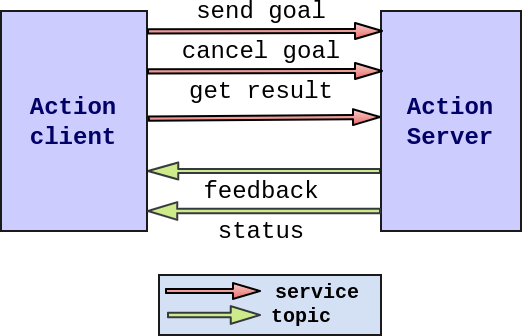 send goal
cancel goal
get result
Action
client
Action
Server
feedback
status
service
topic